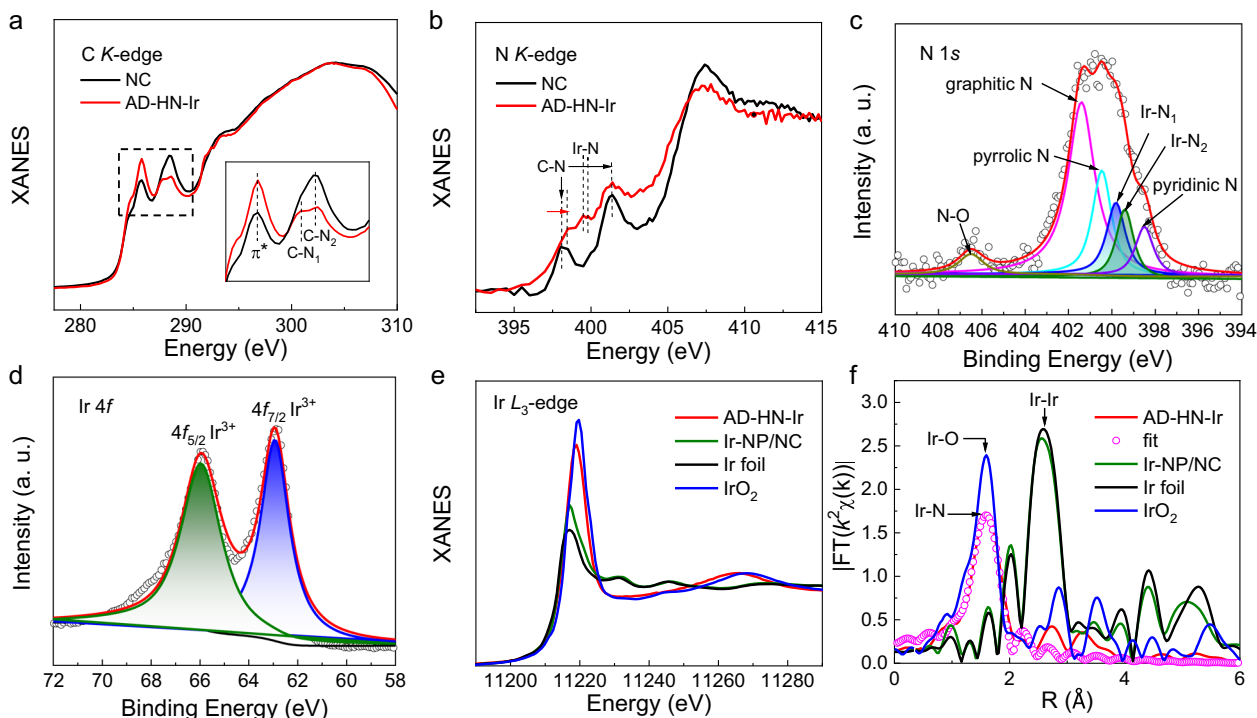 a
C K-edge
NC
AD-HN-Ir
π*
C-N₁
C-N₂
XANES
280 290 300 310
Energy (eV)
b
N K-edge
NC
AD-HN-Ir
Ir-N
C-N
XANES
395 400 405 410 415
Energy (eV)
c
N 1s
graphitic N
Ir-N₁
Ir-N₂
pyrrolic N
pyridinic N
N-O
Intensity (a. u.)
410 408 406 404 402 400 398 396 394
Binding Energy (eV)
d
Ir 4f
4f₅/₂ Ir³⁺
4f₇/₂ Ir³⁺
Intensity (a. u.)
72 70 68 66 64 62 60 58
Binding Energy (eV)
e
Ir L₃-edge
AD-HN-Ir
Ir-NP/NC
Ir foil
IrO₂
XANES
11200 11220 11240 11260 11280
Energy (eV)
f
Ir-Ir
Ir-O
Ir-N
AD-HN-Ir
fit
Ir-NP/NC
Ir foil
IrO₂
|FT(k²χ(k))|
3.0
2.5
2.0
1.5
1.0
0.5
0.0
0 2 4 6
R (Å)